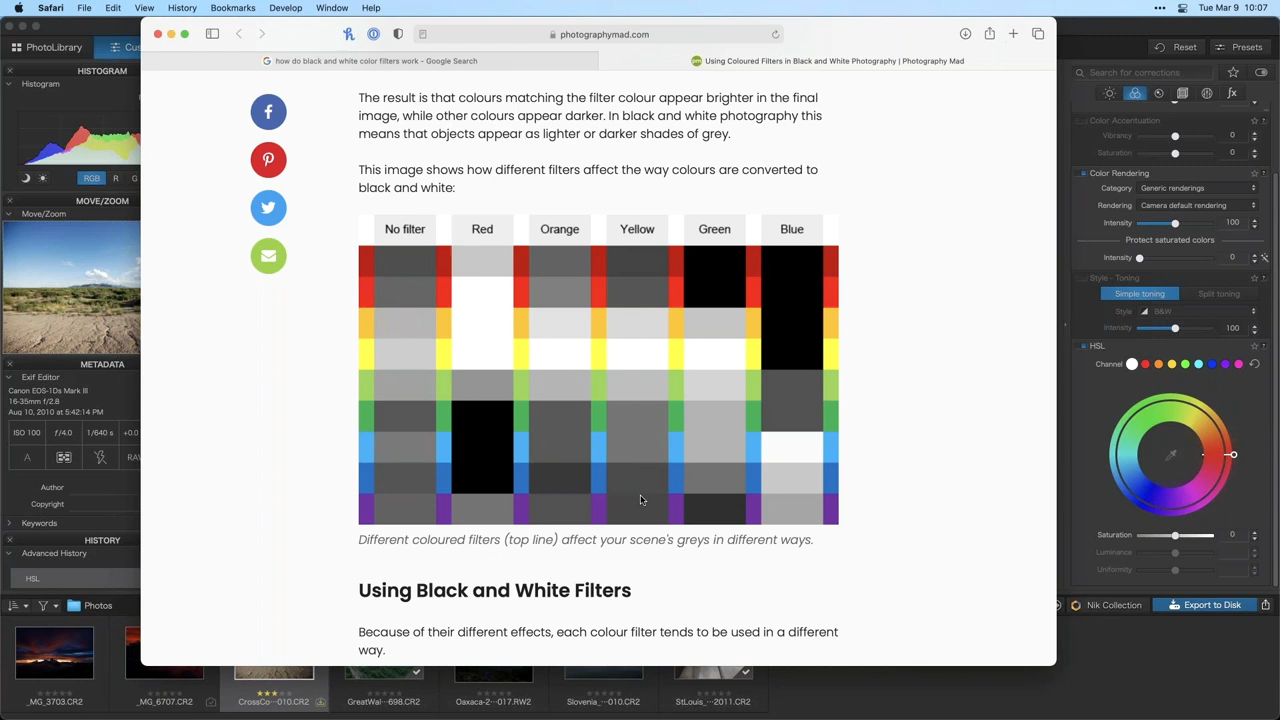 Safari File Edit View History Bookmarks Develop Window Help
Tue Mar 9 10:07
PhotoLibrary
Reset
Presets
photographymad.com
how do black and white color filters work - Google Search
Using Coloured Filters in Black and White Photography | Photography Mad
HISTOGRAM
Histogram
RGB R G
MOVE/ZOOM
Move/Zoom
METADATA
Exif Editor
Canon EOS-1Ds Mark III
16-35mm f/2.8
Aug 10, 2010 at 5:42:14 PM
ISO 100 ƒ/4.0 1/640 s +0.0
A
Author
Copyright
Keywords
HISTORY
Advanced History
HSL
Photos
The result is that colours matching the filter colour appear brighter in the final
image, while other colours appear darker. In black and white photography this
means that objects appear as lighter or darker shades of grey.
This image shows how different filters affect the way colours are converted to
black and white:
No filter Red Orange Yellow Green Blue
Different coloured filters (top line) affect your scene's greys in different ways.
Using Black and White Filters
Because of their different effects, each colour filter tends to be used in a different
way.
Search for corrections
fx
Color Accentuation
Vibrancy 0
Saturation 0
Color Rendering
Category Generic renderings
Rendering Camera default rendering
Intensity 100
Protect saturated colors
Intensity 0
Style - Toning
Simple toning Split toning
Style B&W
Intensity 100
HSL
Channel
Saturation 0
Luminance
Uniformity
Nik Collection
Export to Disk
_MG_3703.CR2
_MG_6707.CR2
CrossCo···010.CR2
GreatWal···698.CR2
Oaxaca-2···017.RW2
Slovenia_···010.CR2
StLouis_···2011.CR2